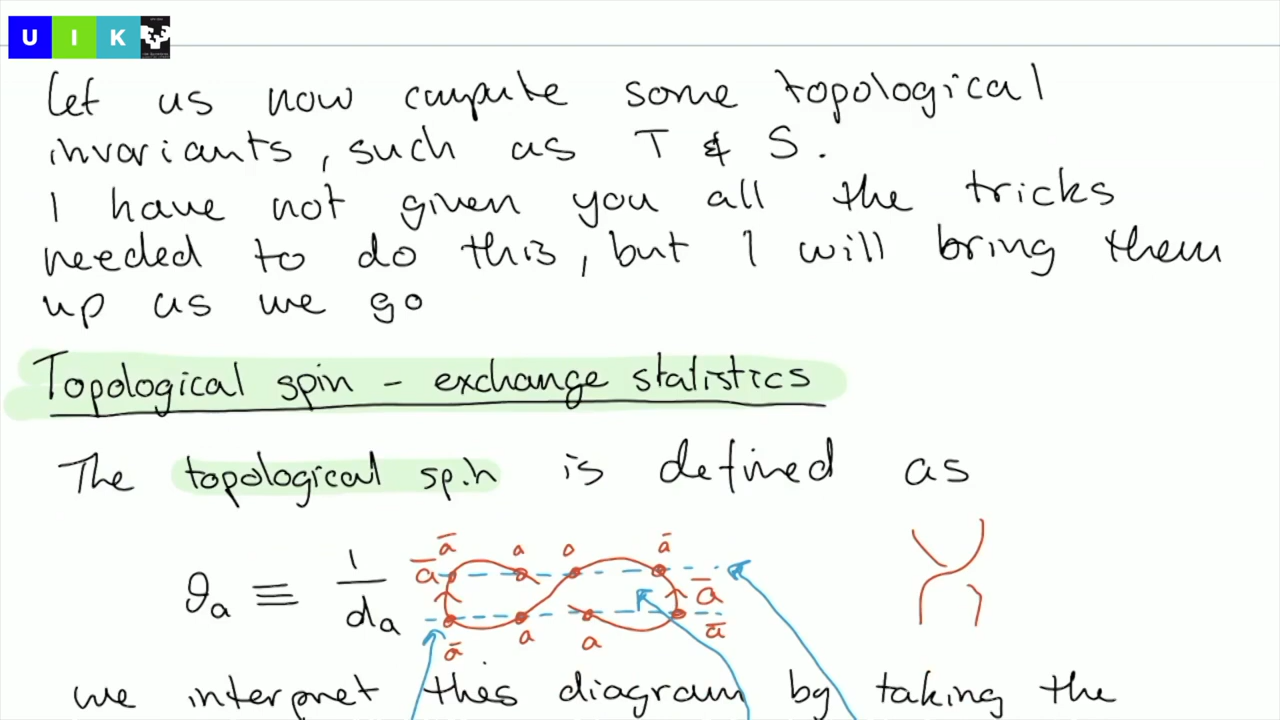 UIK
let us now compute some topological
invariants, such as T & S.
I have not given you all the tricks
needed to do this, but I will bring them
up as we go
Topological spin - exchange statistics
The topological spin is defined as
ā a a ā
ā ā
θₐ ≡ 1/dₐ
ā a a ā
we interpret this diagram by taking the